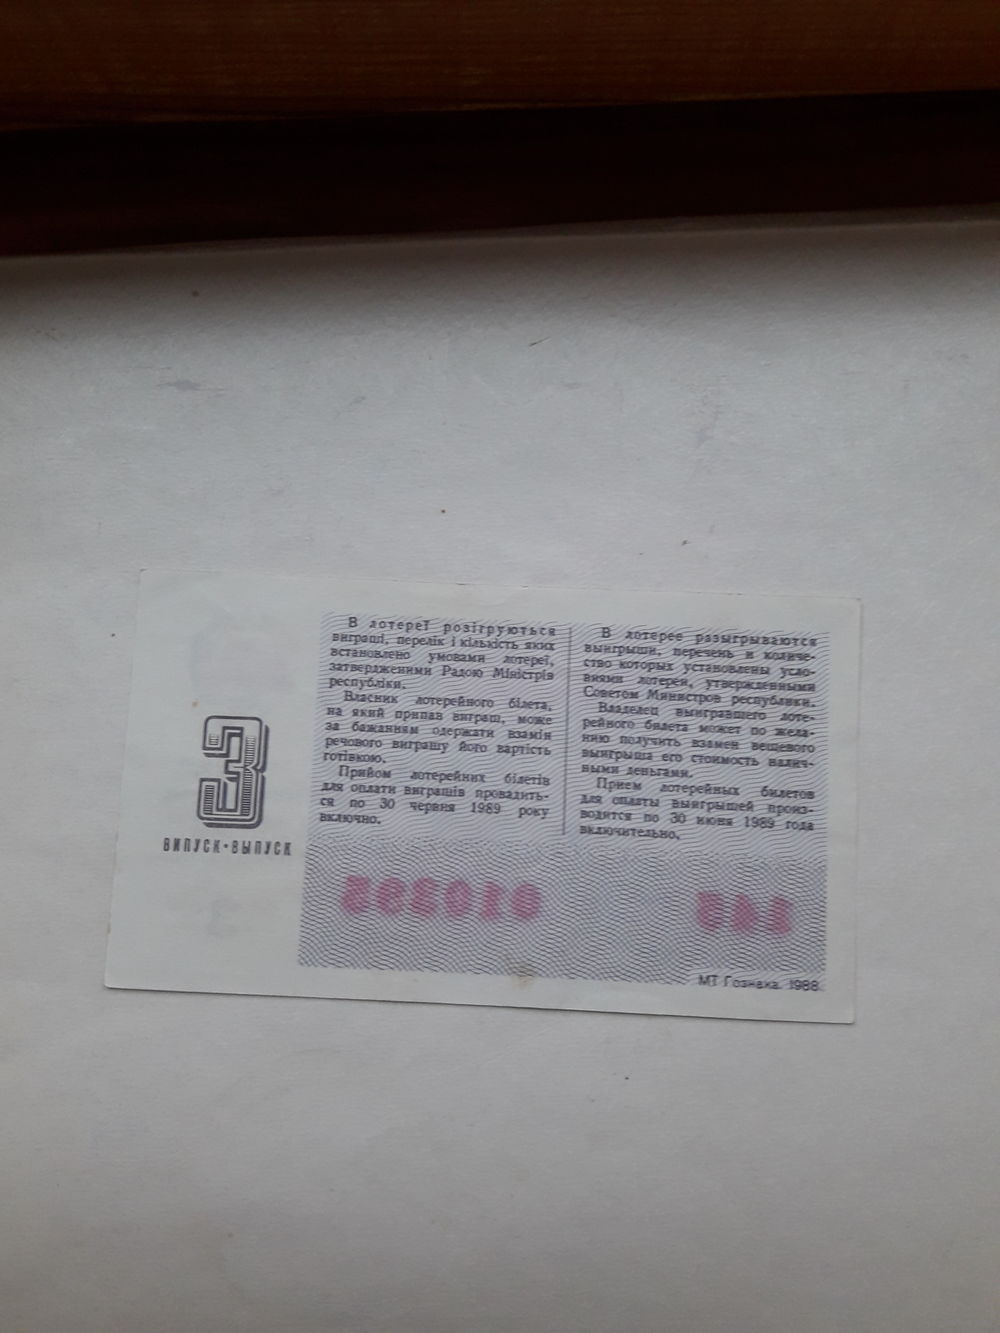 3
ВИПУСК•ВЫПУСК
В лотереї розігруються
виграші, перелік і кількість яких
встановлено умовами лотереї,
затвердженими Радою Міністрів
республіки.
Власник лотерейного білета,
на який припав виграш, може
за бажанням одержати взамін
речового виграшу його вартість
готівкою.
Прийом лотерейних білетів
для оплати виграшів провадить-
ся по 30 червня 1989 року
включно.
В лотерее разыгрываются
выигрыши, перечень и количе-
ство которых установлены усло-
виями лотереи, утвержденными
Советом Министров республики.
Владелец выигравшего лоте-
рейного билета может по жела-
нию получить взамен вещевого
выигрыша его стоимость налич-
ными деньгами.
Прием лотерейных билетов
для оплаты выигрышей произ-
водится по 30 июня 1989 года
включительно.
МТ Гознака. 1988.